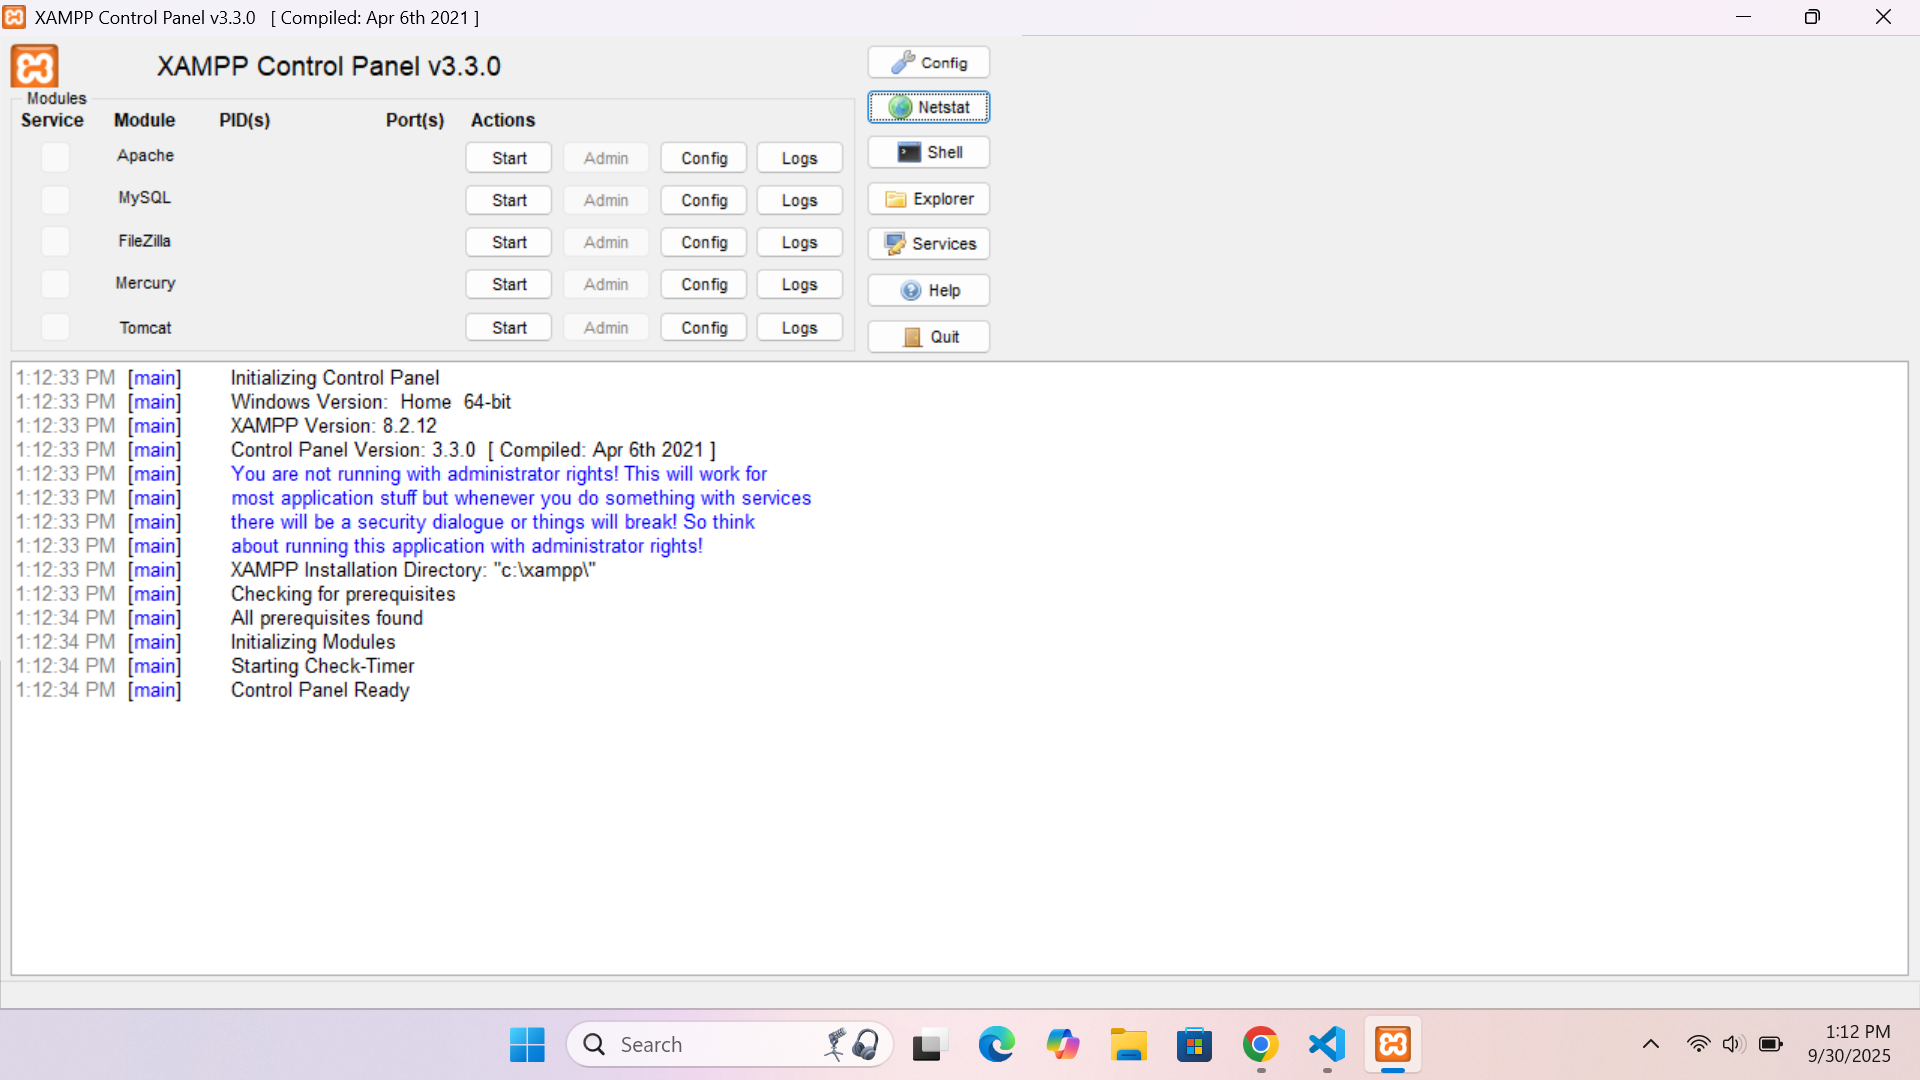 XAMPP Control Panel v3.3.0 [ Compiled: Apr 6th 2021 ]
XAMPP Control Panel v3.3.0
Config
Modules
Netstat
Service Module PID(s) Port(s) Actions
Apache Start Admin Config Logs
Shell
MySQL Start Admin Config Logs
Explorer
FileZilla Start Admin Config Logs
Services
Mercury Start Admin Config Logs
Help
Tomcat Start Admin Config Logs
Quit
1:12:33 PM [main] Initializing Control Panel
1:12:33 PM [main] Windows Version: Home 64-bit
1:12:33 PM [main] XAMPP Version: 8.2.12
1:12:33 PM [main] Control Panel Version: 3.3.0 [ Compiled: Apr 6th 2021 ]
1:12:33 PM [main] You are not running with administrator rights! This will work for
1:12:33 PM [main] most application stuff but whenever you do something with services
1:12:33 PM [main] there will be a security dialogue or things will break! So think
1:12:33 PM [main] about running this application with administrator rights!
1:12:33 PM [main] XAMPP Installation Directory: "c:\xampp\"
1:12:33 PM [main] Checking for prerequisites
1:12:34 PM [main] All prerequisites found
1:12:34 PM [main] Initializing Modules
1:12:34 PM [main] Starting Check-Timer
1:12:34 PM [main] Control Panel Ready
Search
1:12 PM
9/30/2025